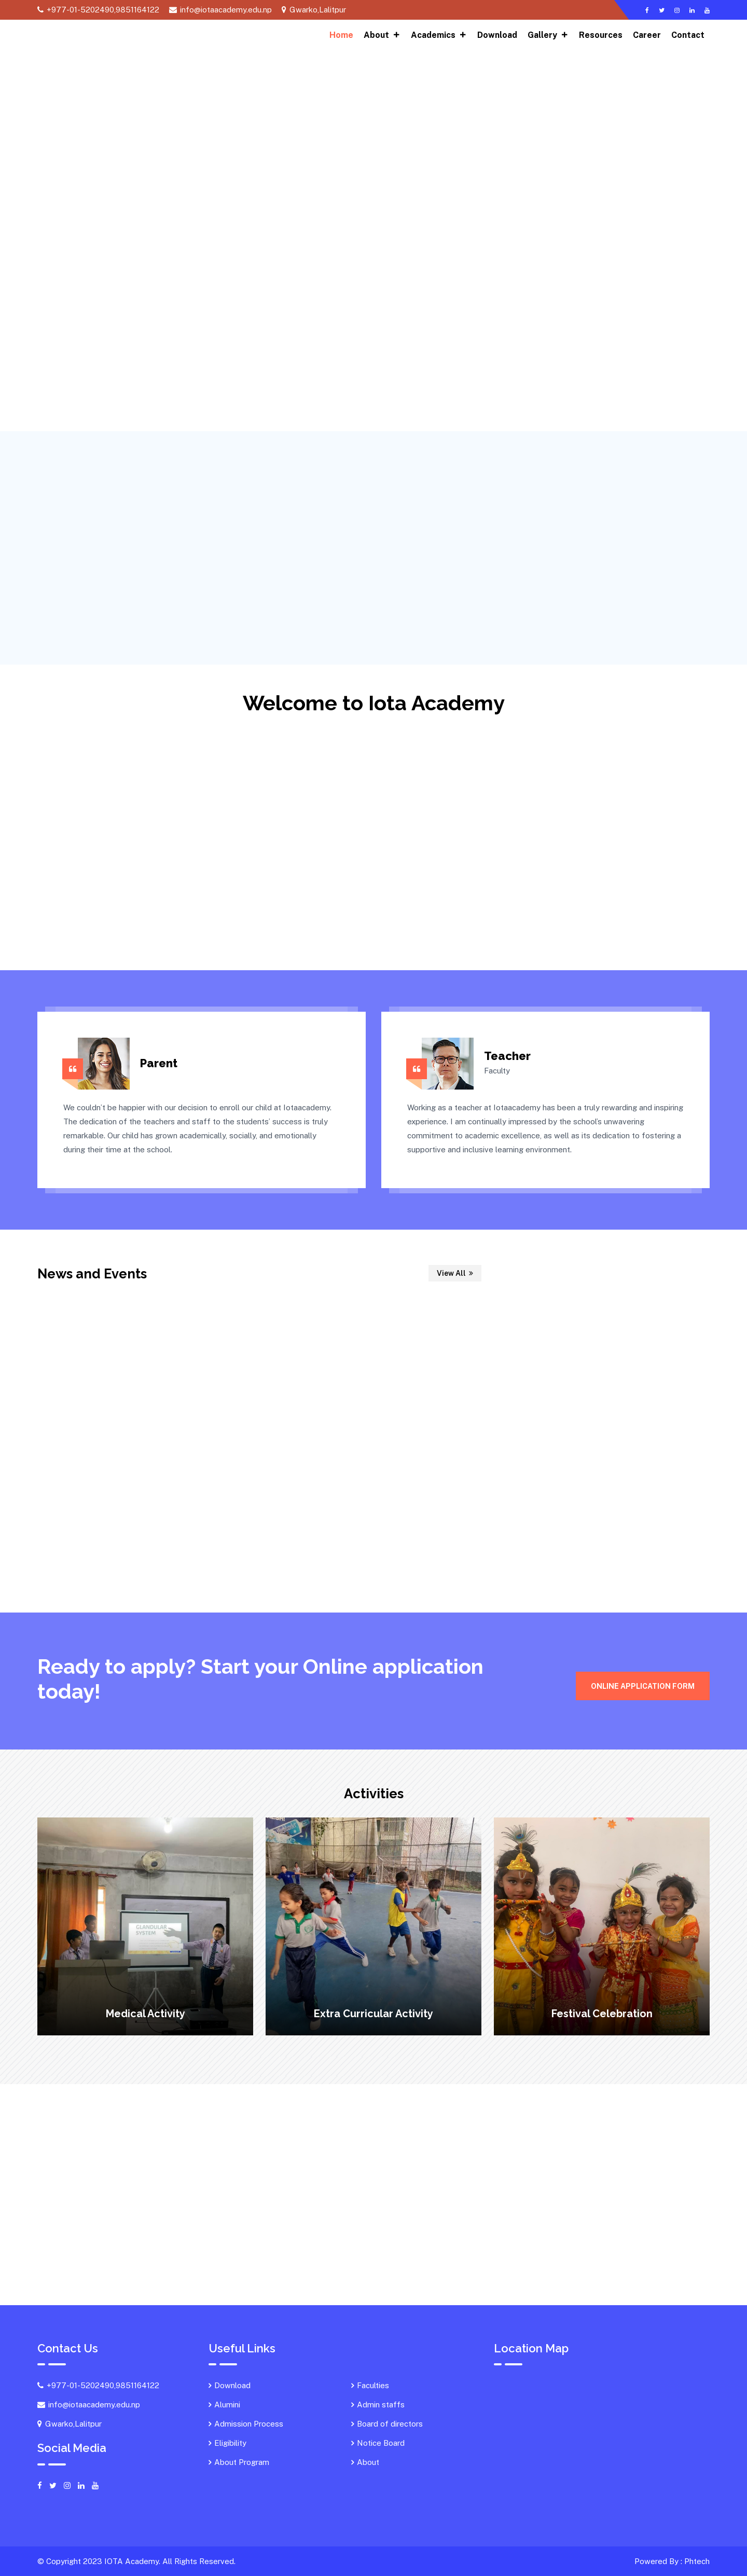 +977-01-5202490,9851164122 info@iotaacademy.edu.np Gwarko,Lalitpur
Home About + Academics + Download Gallery + Resources Career Contact
Welcome to Iota Academy
Parent
We couldn't be happier with our decision to enroll our child at Iotaacademy.
The dedication of the teachers and staff to the students' success is truly
remarkable. Our child has grown academically, socially, and emotionally
during their time at the school.
Teacher
Faculty
Working as a teacher at Iotaacademy has been a truly rewarding and inspiring
experience. I am continually impressed by the school's unwavering
commitment to academic excellence, as well as its dedication to fostering a
supportive and inclusive learning environment.
News and Events
View All »
Ready to apply? Start your Online application
today!
ONLINE APPLICATION FORM
Activities
GLANDULAR
SYSTEM
Medical Activity
Extra Curricular Activity
Festival Celebration
Contact Us
+977-01-5202490,9851164122
info@iotaacademy.edu.np
Gwarko,Lalitpur
Social Media
Useful Links
Download
Alumini
Admission Process
Eligibility
About Program
Faculties
Admin staffs
Board of directors
Notice Board
About
Location Map
© Copyright 2023 IOTA Academy. All Rights Reserved.
Powered By : Phtech